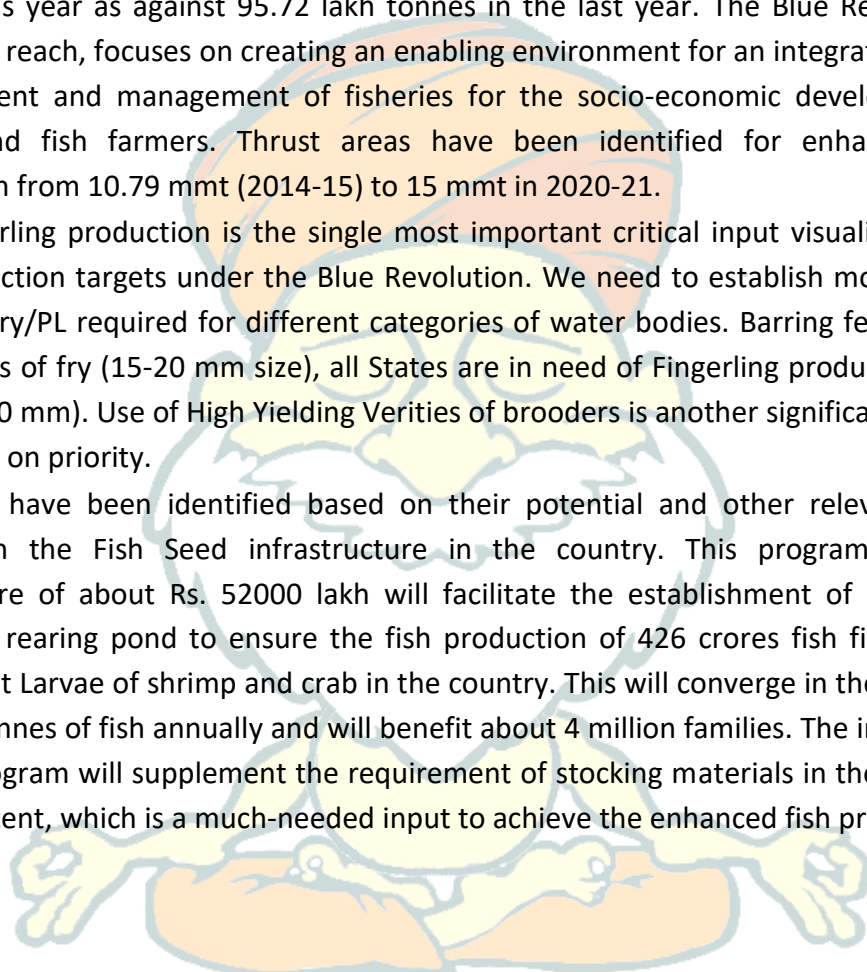 s year as against 95.72 lakh tonnes in the last year. The Blue Re
reach, focuses on creating an enabling environment for an integrat
ent and management of fisheries for the socio-economic devel
nd fish farmers. Thrust areas have been identified for enha
n from 10.79 mmt (2014-15) to 15 mmt in 2020-21.
erling production is the single most important critical input visuali
ction targets under the Blue Revolution. We need to establish mo
ry/PL required for different categories of water bodies. Barring fe
s of fry (15-20 mm size), all States are in need of Fingerling produ
0 mm). Use of High Yielding Verities of brooders is another significa
on priority.
have been identified based on their potential and other relev
n the Fish Seed infrastructure in the country. This program
re of about Rs. 52000 lakh will facilitate the establishment of
rearing pond to ensure the fish production of 426 crores fish fi
t Larvae of shrimp and crab in the country. This will converge in the
nnes of fish annually and will benefit about 4 million families. The i
ogram will supplement the requirement of stocking materials in the
tent, which is a much-needed input to achieve the enhanced fish pr